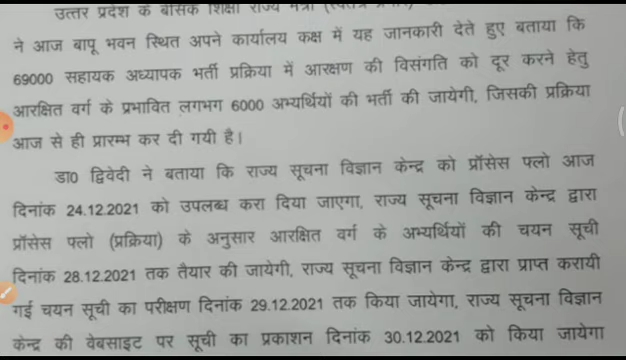 उत्तर प्रदेश के बेसिक शिक्षा राज्य मंत्री (स्वतंत्र
ने आज बापू भवन स्थित अपने कार्यालय कक्ष में यह जानकारी देते हुए बताया कि
69000 सहायक अध्यापक भर्ती प्रक्रिया में आरक्षण की विसंगति को दूर करने हेतु
आरक्षित वर्ग के प्रभावित लगभग 6000 अभ्यर्थियों की भर्ती की जायेगी, जिसकी प्रक्रिया
आज से ही प्रारम्भ कर दी गयी है।
डा0 द्विवेदी ने बताया कि राज्य सूचना विज्ञान केन्द्र को प्रॉसेस फ्लो आज
दिनांक 24.12.2021 को उपलब्ध करा दिया जाएगा, राज्य सूचना विज्ञान केन्द्र द्वारा
प्रॉसेस फ्लो (प्रक्रिया) के अनुसार आरक्षित वर्ग के अभ्यर्थियों की चयन सूची
दिनांक 28.12.2021 तक तैयार की जायेगी, राज्य सूचना विज्ञान केन्द्र द्वारा प्राप्त करायी
गई चयन सूची का परीक्षण दिनांक 29.12.2021 तक किया जायेगा, राज्य सूचना विज्ञान
केन्द्र की वेबसाइट पर सूची का प्रकाशन दिनांक 30.12.2021 को किया जायेगा